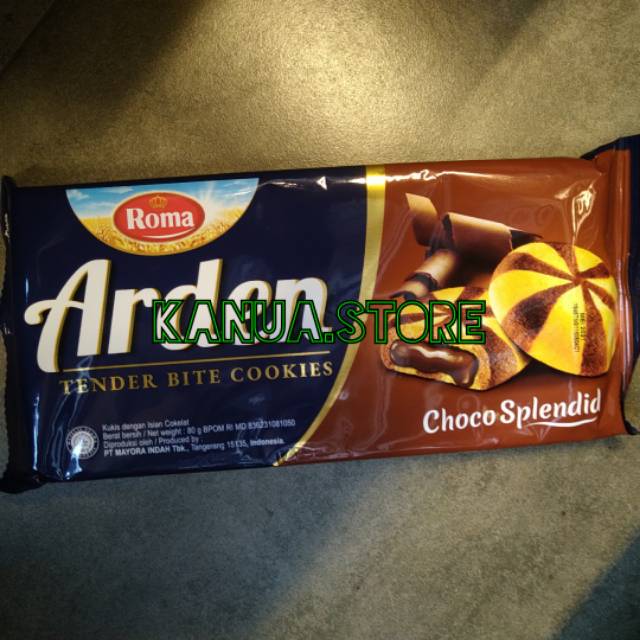 Roma
Arden
KANUA.STORE
TENDER BITE COOKIES
Choco Splendid
Kukis dengan Isian Cokelat
Berat bersih / Net weight : 80 g BPOM RI MD 836231081050
Diproduksi oleh / Produced by :
PT MAYORA INDAH Tbk., Tangerang 15135, Indonesia.